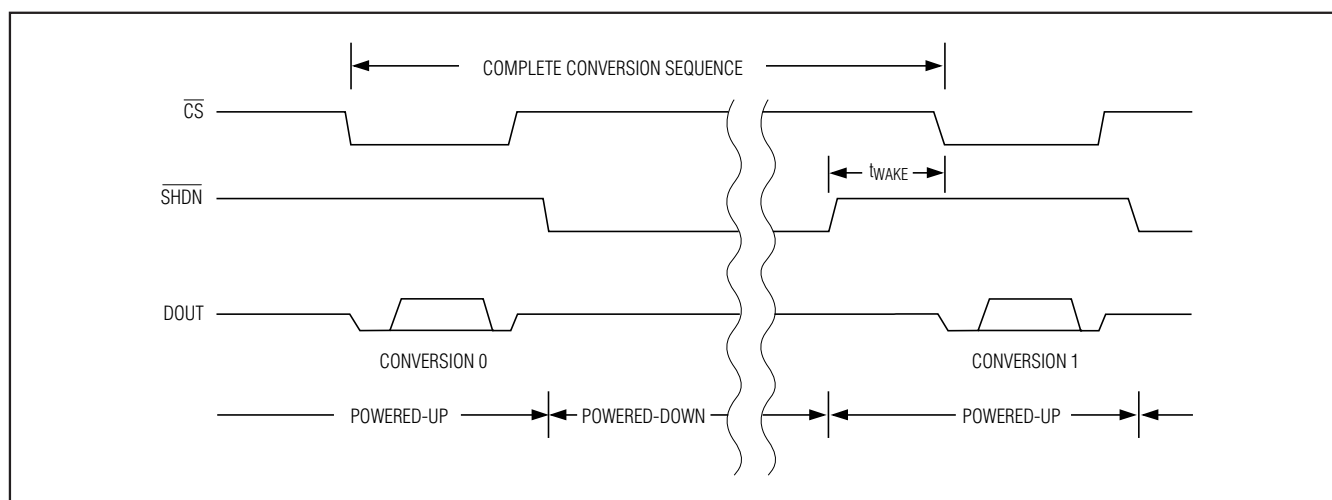 COMPLETE CONVERSION SEQUENCE
CS
tWAKE
SHDN
DOUT
CONVERSION 0
CONVERSION 1
POWERED-UP
POWERED-DOWN
POWERED-UP